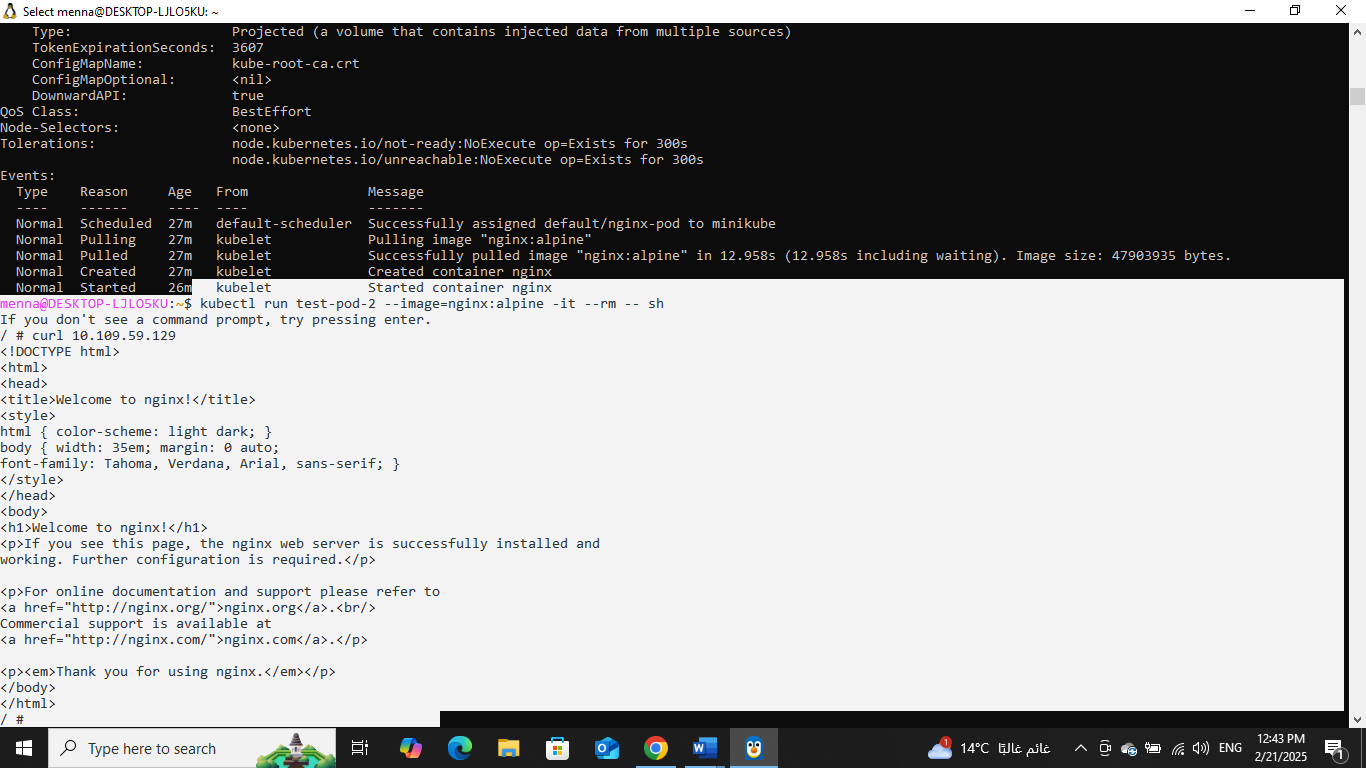 Select menna@DESKTOP-LJLO5KU: ~
Type: Projected (a volume that contains injected data from multiple sources)
TokenExpirationSeconds: 3607
ConfigMapName: kube-root-ca.crt
ConfigMapOptional: <nil>
DownwardAPI: true
QoS Class: BestEffort
Node-Selectors: <none>
Tolerations: node.kubernetes.io/not-ready:NoExecute op=Exists for 300s
node.kubernetes.io/unreachable:NoExecute op=Exists for 300s
Events:
Type Reason Age From Message
---- ------ ---- ---- -------
Normal Scheduled 27m default-scheduler Successfully assigned default/nginx-pod to minikube
Normal Pulling 27m kubelet Pulling image "nginx:alpine"
Normal Pulled 27m kubelet Successfully pulled image "nginx:alpine" in 12.958s (12.958s including waiting). Image size: 47903935 bytes.
Normal Created 27m kubelet Created container nginx
Normal Started 26m kubelet Started container nginx
menna@DESKTOP-LJLO5KU:~$ kubectl run test-pod-2 --image=nginx:alpine -it --rm -- sh
If you don't see a command prompt, try pressing enter.
/ # curl 10.109.59.129
<!DOCTYPE html>
<html>
<head>
<title>Welcome to nginx!</title>
<style>
html { color-scheme: light dark; }
body { width: 35em; margin: 0 auto;
font-family: Tahoma, Verdana, Arial, sans-serif; }
</style>
</head>
<body>
<h1>Welcome to nginx!</h1>
<p>If you see this page, the nginx web server is successfully installed and
working. Further configuration is required.</p>
<p>For online documentation and support please refer to
<a href="http://nginx.org/">nginx.org</a>.<br/>
Commercial support is available at
<a href="http://nginx.com/">nginx.com</a>.</p>
<p><em>Thank you for using nginx.</em></p>
</body>
</html>
/ #
Type here to search
1
14°C غائم غالبًا
ENG
12:43 PM
2/21/2025
1